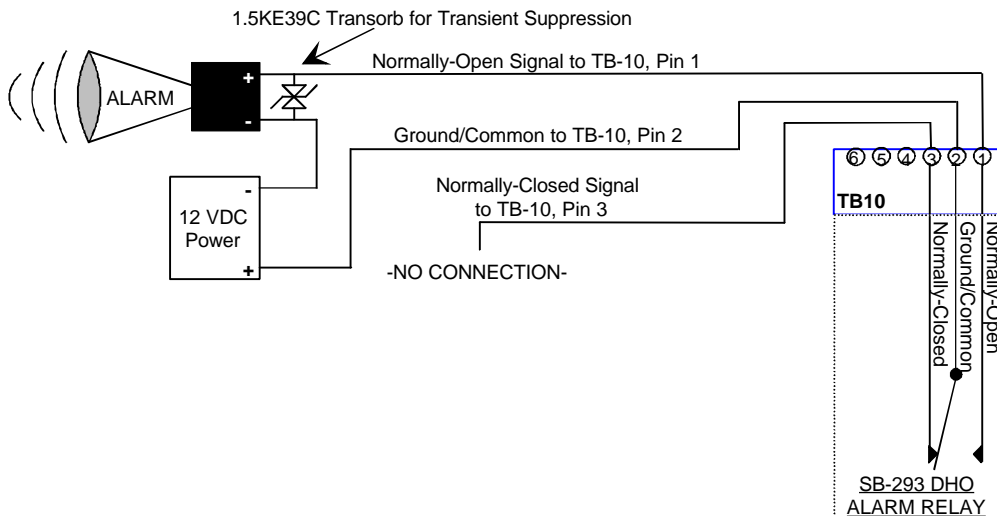 1.5KE39C Transorb for Transient Suppression
Normally-Open Signal to TB-10, Pin 1
+
ALARM
-
Ground/Common to TB-10, Pin 2
Normally-Closed Signal
to TB-10, Pin 3
-
12 VDC
Power
+
-NO CONNECTION-
6 5 4 3 2 1
TB10
Normally-Closed
Ground/Common
Normally-Open
SB-293 DHO
ALARM RELAY